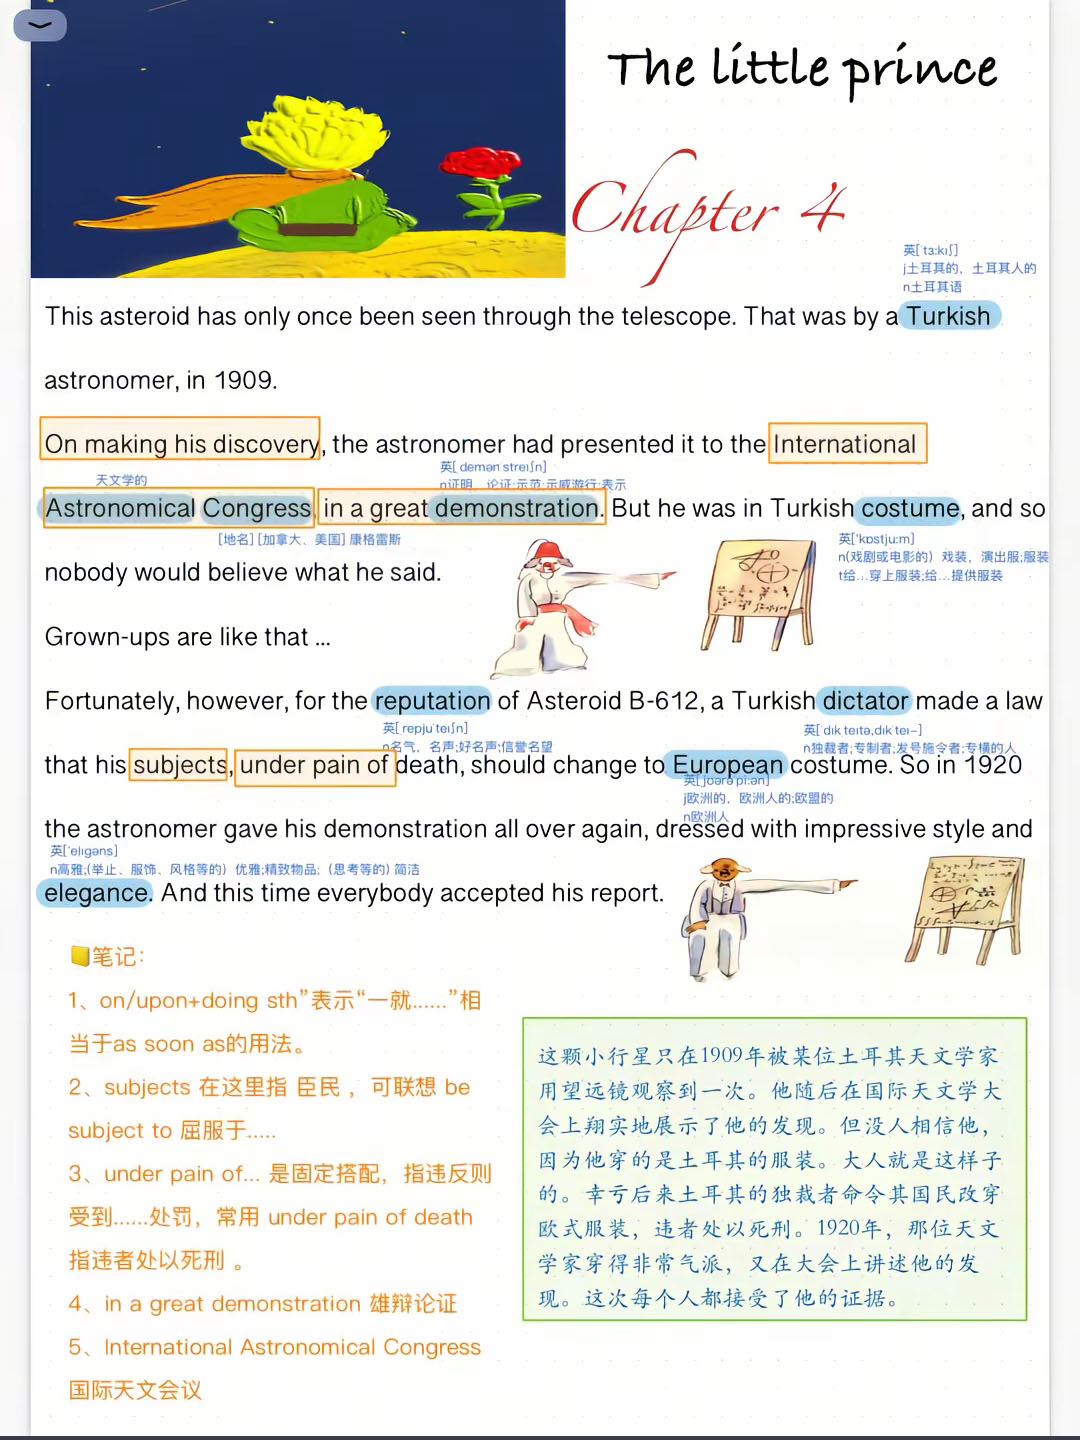 The little prince
Chapter 4
英[ˈtɜ:kɪʃ]
j土耳其的，土耳其人的
n土耳其语
This asteroid has only once been seen through the telescope. That was by a Turkish
astronomer, in 1909.
On making his discovery, the astronomer had presented it to the International
天文学的
英[ demən streɪʃn]
n证明、论证;示范;示威游行;表示
Astronomical Congress, in a great demonstration. But he was in Turkish costume, and so
[地名] [加拿大、美国] 康格雷斯
英['kɒstju:m]
n(戏剧或电影的）戏装，演出服;服装
t给…穿上服装;给…提供服装
nobody would believe what he said.
Grown-ups are like that ...
Fortunately, however, for the reputation of Asteroid B-612, a Turkish dictator made a law
英[ˌrepjuˈteɪʃn]
n名气，名声;好名声;信誉名望
英[ˈdɪk teɪtə,dɪk teɪ–]
n独裁者;专制者;发号施令者;专横的人
that his subjects, under pain of death, should change to European costume. So in 1920
j欧洲的，欧洲人的;欧盟的
n欧洲人
the astronomer gave his demonstration all over again, dressed with impressive style and
英['elɪgəns]
n高雅;(举止、服饰、风格等的）优雅;精致物品;（思考等的) 简洁
elegance. And this time everybody accepted his report.
笔记：
1、on/upon+doing sth”表示“一就......”相
当于as soon as的用法。
2、subjects 在这里指 臣民 ，可联想 be
subject to 屈服于.....
3、under pain of... 是固定搭配，指违反则
受到......处罚，常用 under pain of death
指违者处以死刑 。
4、in a great demonstration 雄辩论证
5、International Astronomical Congress
国际天文会议
这颗小行星只在1909年被某位土耳其天文学家
用望远镜观察到一次。他随后在国际天文学大
会上翔实地展示了他的发现。但没人相信他，
因为他穿的是土耳其的服装。大人就是这样子
的。幸亏后来土耳其的独裁者命令其国民改穿
欧式服装，违者处以死刑。1920年，那位天文
学家穿得非常气派，又在大会上讲述他的发
现。这次每个人都接受了他的证据。